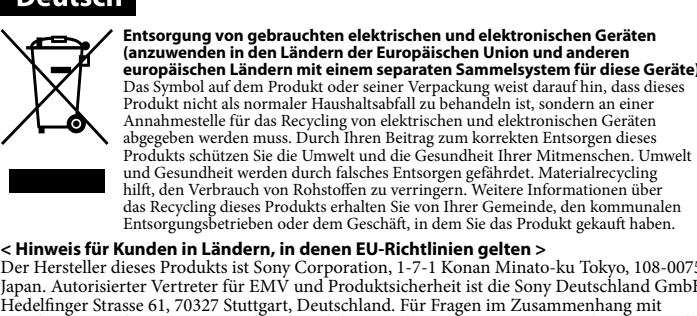 Deutsch
Entsorgung von gebrauchten elektrischen und elektronischen Geräten
(anzuwenden in den Ländern der Europäischen Union und anderen
europäischen Ländern mit einem separaten Sammelsystem für diese Geräte)
Das Symbol auf dem Produkt oder seiner Verpackung weist darauf hin, dass dieses
Produkt nicht als normaler Haushaltsabfall zu behandeln ist, sondern an einer
Annahmestelle für das Recycling von elektrischen und elektronischen Geräten
abgegeben werden muss. Durch Ihren Beitrag zum korrekten Entsorgen dieses
Produkts schützen Sie die Umwelt und die Gesundheit Ihrer Mitmenschen. Umwelt
und Gesundheit werden durch falsches Entsorgen gefährdet. Materialrecycling
hilft, den Verbrauch von Rohstoffen zu verringern. Weitere Informationen über
das Recycling dieses Produkts erhalten Sie von Ihrer Gemeinde, den kommunalen
Entsorgungsbetrieben oder dem Geschäft, in dem Sie das Produkt gekauft haben.
< Hinweis für Kunden in Ländern, in denen EU-Richtlinien gelten >
Der Hersteller dieses Produkts ist Sony Corporation, 1-7-1 Konan Minato-ku Tokyo, 108-0075
Japan. Autorisierter Vertreter für EMV und Produktsicherheit ist die Sony Deutschland GmbH
Hedelfinger Strasse 61, 70327 Stuttgart, Deutschland. Für Fragen im Zusammenhang mit